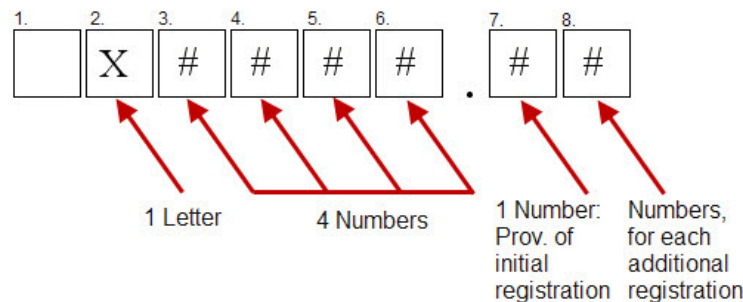 1. 2. 3. 4. 5. 6. 7. 8.
X # # # # . # #
1 Letter
4 Numbers
1 Number:
Prov. of
initial
registration
Numbers,
for each
additional
registration